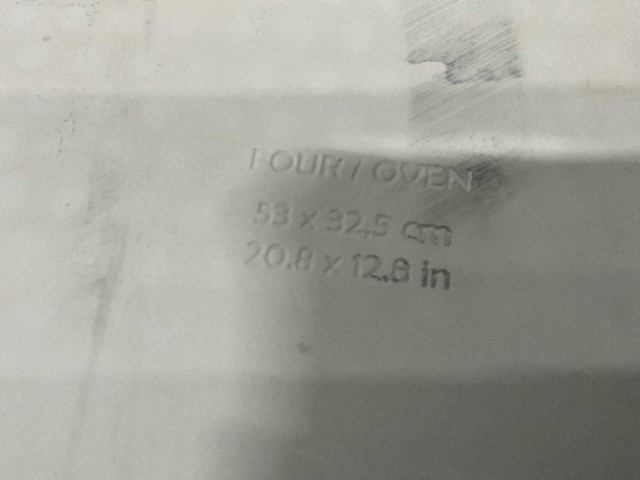 FOUR / OVEN
53 x 32,5 cm
20.8 x 12.8 in